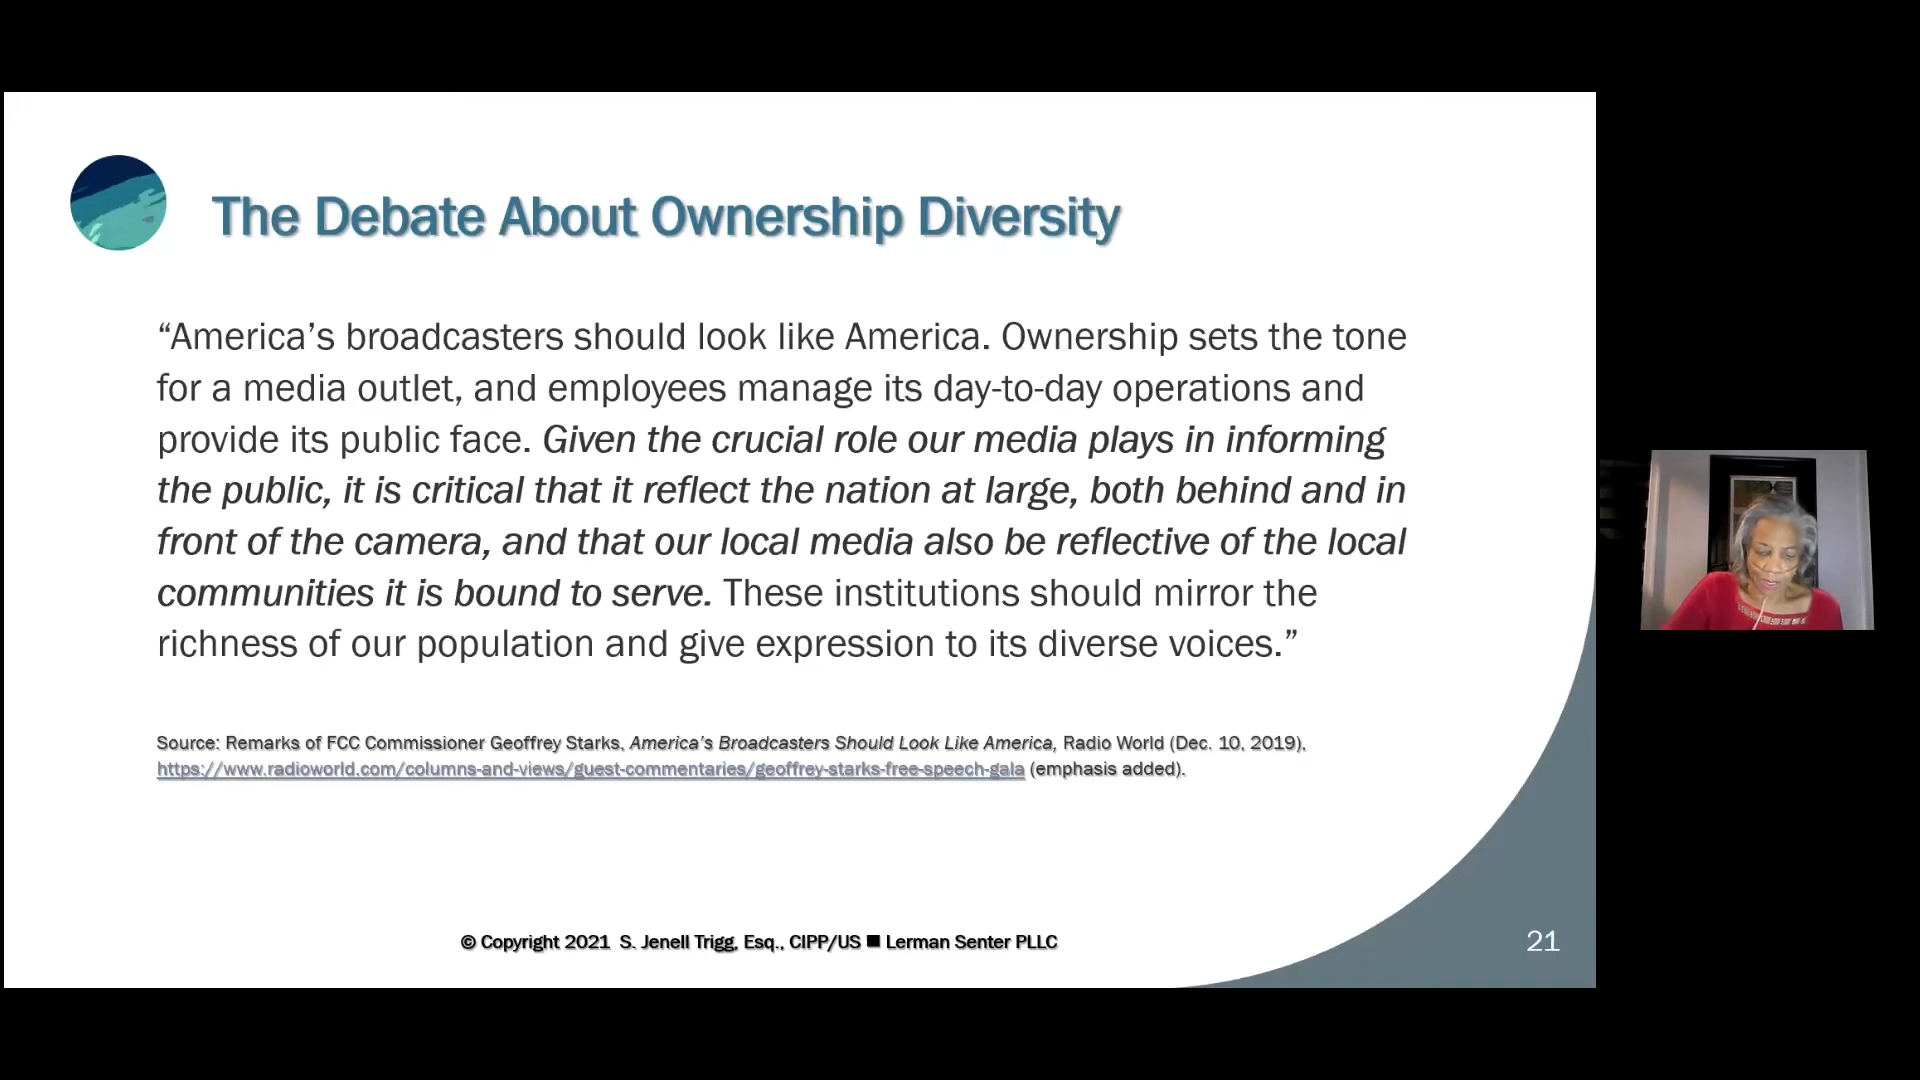 The Debate About Ownership Diversity
“America’s broadcasters should look like America. Ownership sets the tone
for a media outlet, and employees manage its day-to-day operations and
provide its public face. Given the crucial role our media plays in informing
the public, it is critical that it reflect the nation at large, both behind and in
front of the camera, and that our local media also be reflective of the local
communities it is bound to serve. These institutions should mirror the
richness of our population and give expression to its diverse voices.”
Source: Remarks of FCC Commissioner Geoffrey Starks, America’s Broadcasters Should Look Like America, Radio World (Dec. 10, 2019),
https://www.radioworld.com/columns-and-views/guest-commentaries/geoffrey-starks-free-speech-gala (emphasis added).
© Copyright 2021 S. Jenell Trigg, Esq., CIPP/US ■ Lerman Senter PLLC
21